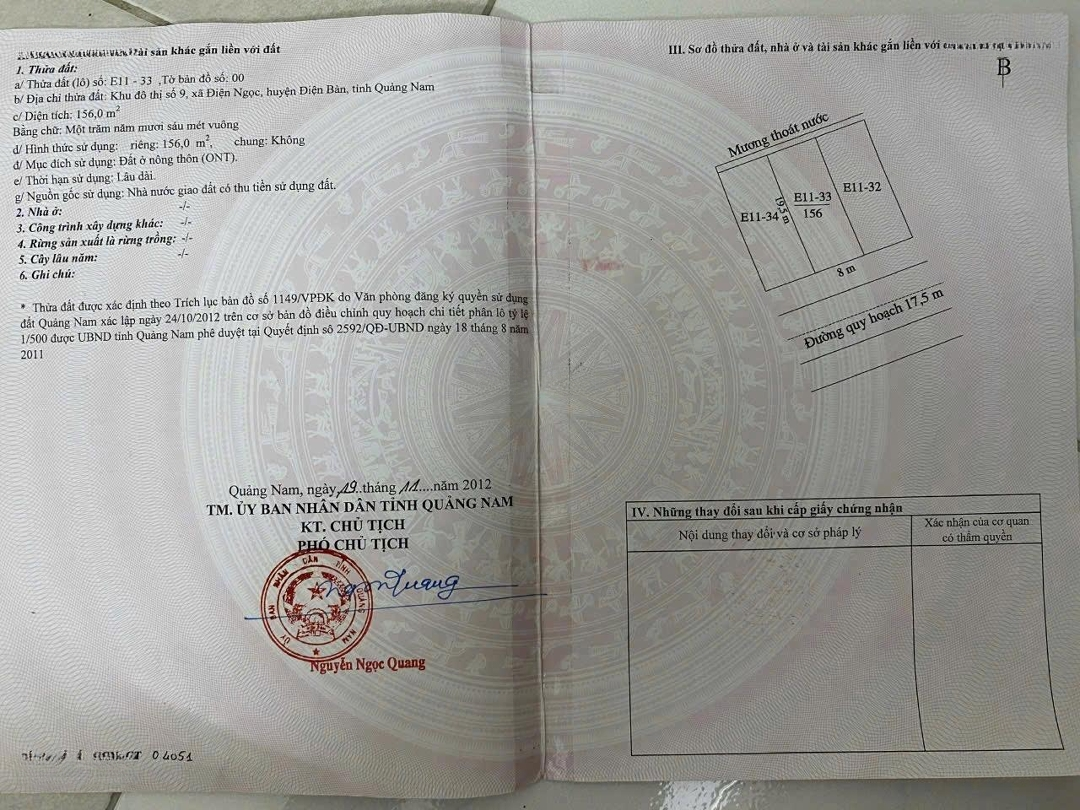 Tài sản khác gắn liền với đất
1. Thửa đất:
a/ Thửa đất (lô) số: E11 - 33 ,Tờ bản đồ số: 00
b/ Địa chỉ thửa đất: Khu đô thị số 9, xã Điện Ngọc, huyện Điện Bàn, tỉnh Quảng Nam
c/ Diện tích: 156,0 m²
Bằng chữ: Một trăm năm mươi sáu mét vuông
d/ Hình thức sử dụng: riêng: 156,0 m², chung: Không
đ/ Mục đích sử dụng: Đất ở nông thôn (ONT).
e/ Thời hạn sử dụng: Lâu dài.
g/ Nguồn gốc sử dụng: Nhà nước giao đất có thu tiền sử dụng đất.
2. Nhà ở: -/-
3. Công trình xây dựng khác: -/-
4. Rừng sản xuất là rừng trồng: -/-
5. Cây lâu năm: -/-
6. Ghi chú:
* Thửa đất được xác định theo Trích lục bản đồ số 1149/VPĐK do Văn phòng đăng ký quyền sử dụng
đất Quảng Nam xác lập ngày 24/10/2012 trên cơ sở bản đồ điều chỉnh quy hoạch chi tiết phân lô tỷ lệ
1/500 được UBND tỉnh Quảng Nam phê duyệt tại Quyết định số 2592/QĐ-UBND ngày 18 tháng 8 năm
2011
Quảng Nam, ngày 19..tháng 11....năm 2012
TM. ỦY BAN NHÂN DÂN TỈNH QUẢNG NAM
KT. CHỦ TỊCH
PHÓ CHỦ TỊCH
ỦY BAN NHÂN DÂN TỈNH QUẢNG NAM
Nguyễn Ngọc Quang
04051
III. Sơ đồ thửa đất, nhà ở và tài sản khác gắn liền với
B
Mương thoát nước
E11-34
19,5 m
E11-33
156
E11-32
8 m
Đường quy hoạch 17,5 m
IV. Những thay đổi sau khi cấp giấy chứng nhận
Nội dung thay đổi và cơ sở pháp lý
Xác nhận của cơ quan
có thẩm quyền